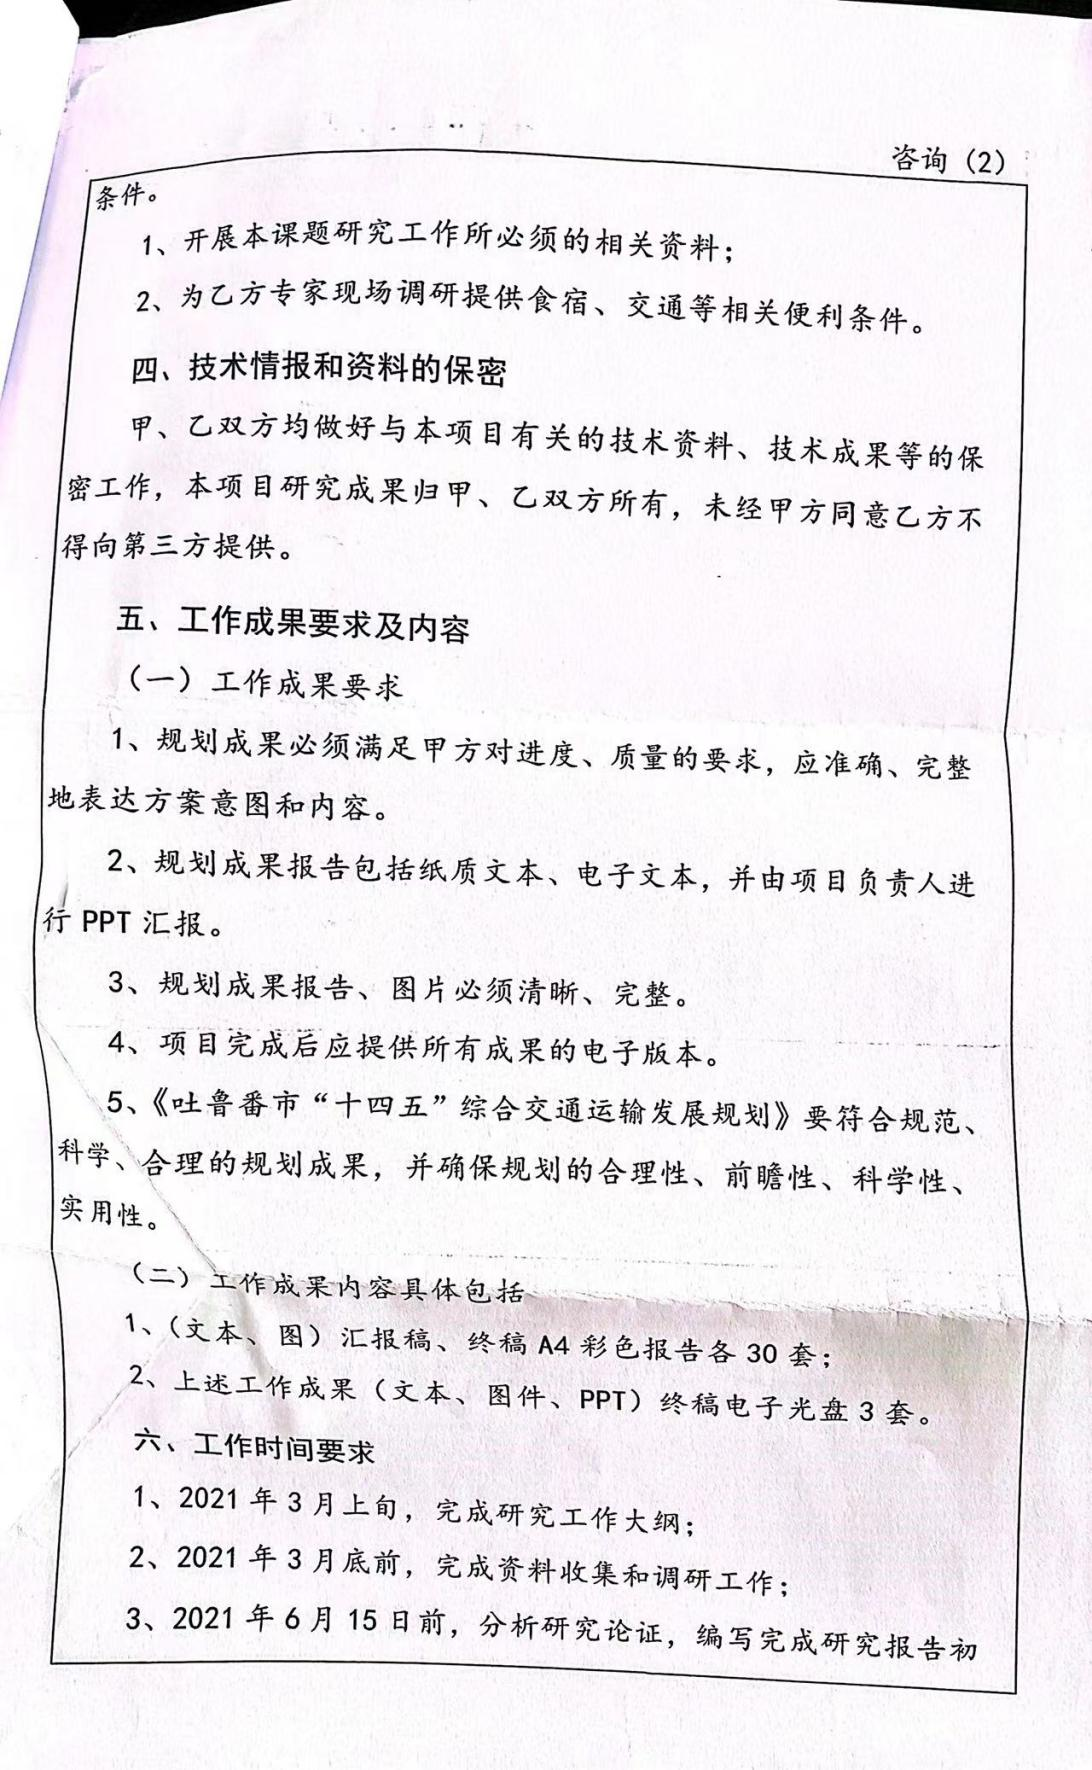 咨询（2）
条件。
1、开展本课题研究工作所必须的相关资料；
2、为乙方专家现场调研提供食宿、交通等相关便利条件。
四、技术情报和资料的保密
甲、乙双方均做好与本项目有关的技术资料、技术成果等的保
密工作，本项目研究成果归甲、乙双方所有，未经甲方同意乙方不
得向第三方提供。
五、工作成果要求及内容
（一）工作成果要求
1、规划成果必须满足甲方对进度、质量的要求，应准确、完整
地表达方案意图和内容。
2、规划成果报告包括纸质文本、电子文本，并由项目负责人进
行 PPT 汇报。
3、规划成果报告、图片必须清晰、完整。
4、项目完成后应提供所有成果的电子版本。
5、《吐鲁番市“十四五”综合交通运输发展规划》要符合规范、
科学、合理的规划成果，并确保规划的合理性、前瞻性、科学性、
实用性。
（二）工作成果内容具体包括
1、（文本、图）汇报稿、终稿 A4 彩色报告各 30 套；
2、上述工作成果（文本、图件、PPT）终稿电子光盘 3 套。
六、工作时间要求
1、2021 年 3 月上旬，完成研究工作大纲；
2、2021 年 3 月底前，完成资料收集和调研工作；
3、2021 年 6 月 15 日前，分析研究论证，编写完成研究报告初